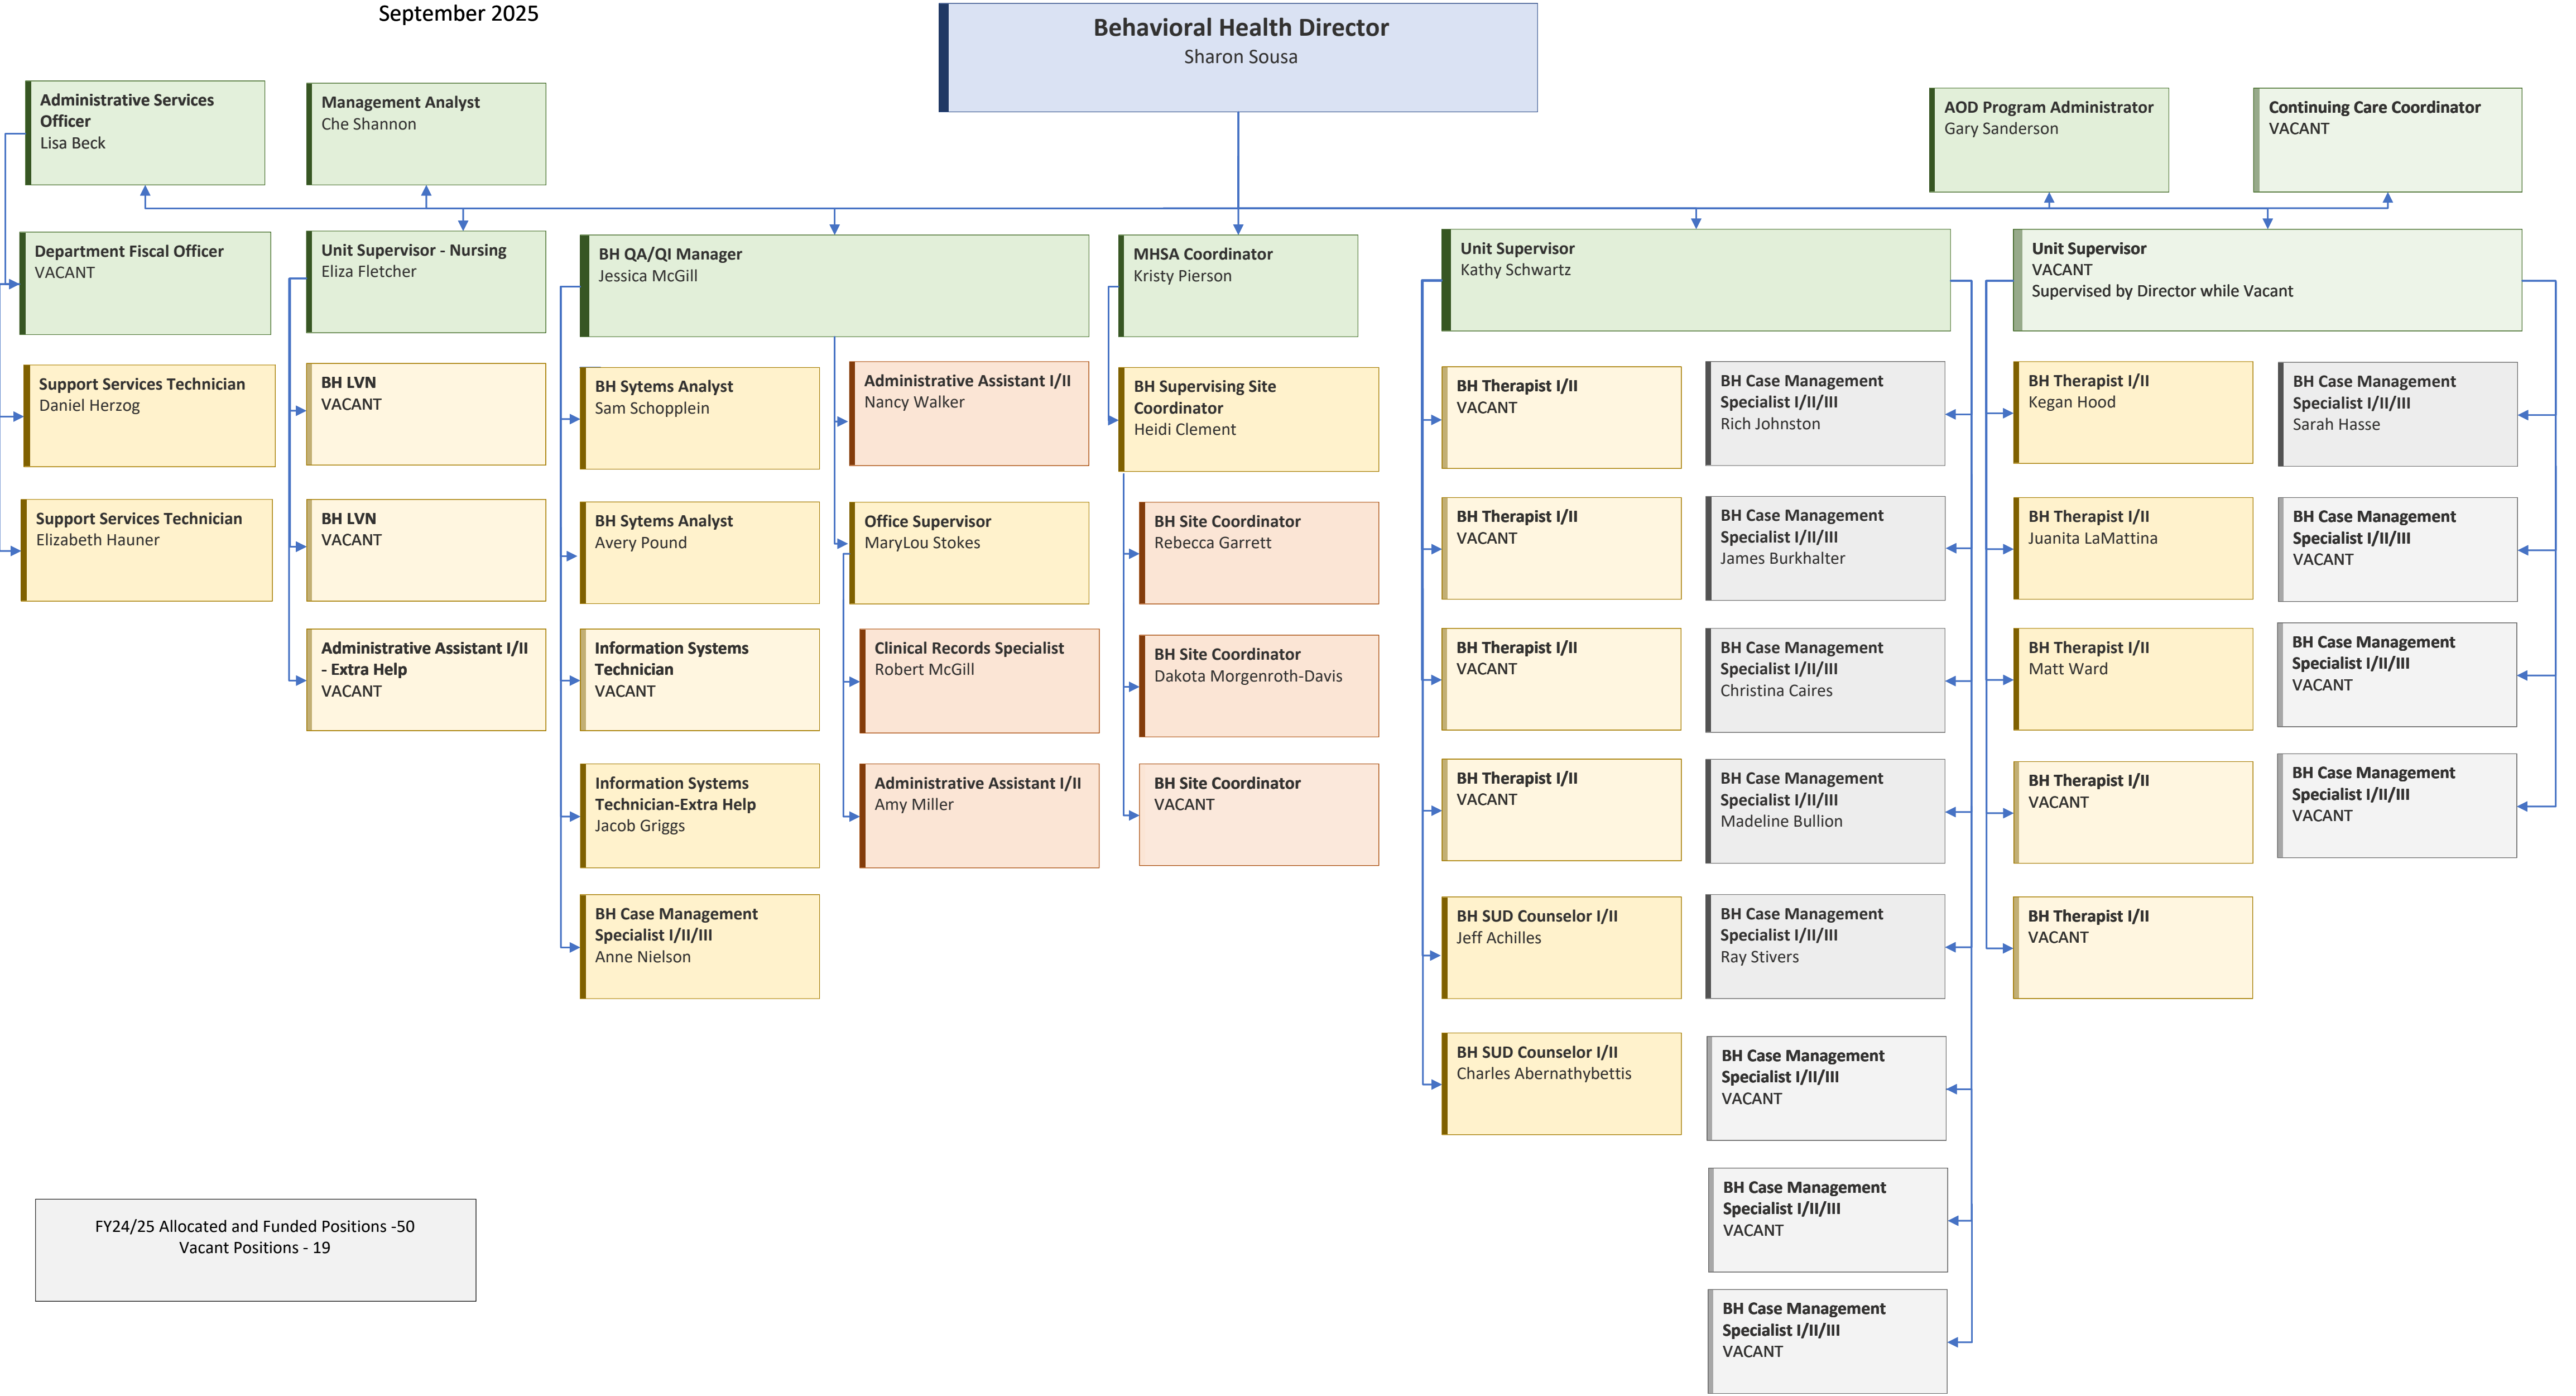 September 2025
Behavioral Health Director
Sharon Sousa
Administrative Services
Officer
Lisa Beck
Management Analyst
Che Shannon
AOD Program Administrator
Gary Sanderson
Continuing Care Coordinator
VACANT
Department Fiscal Officer
VACANT
Unit Supervisor - Nursing
Eliza Fletcher
BH QA/QI Manager
Jessica McGill
MHSA Coordinator
Kristy Pierson
Unit Supervisor
Kathy Schwartz
Unit Supervisor
VACANT
Supervised by Director while Vacant
Support Services Technician
Daniel Herzog
Support Services Technician
Elizabeth Hauner
BH LVN
VACANT
BH LVN
VACANT
Administrative Assistant I/II
- Extra Help
VACANT
BH Sytems Analyst
Sam Schopplein
BH Sytems Analyst
Avery Pound
Information Systems
Technician
VACANT
Information Systems
Technician-Extra Help
Jacob Griggs
BH Case Management
Specialist I/II/III
Anne Nielson
Administrative Assistant I/II
Nancy Walker
Office Supervisor
MaryLou Stokes
Clinical Records Specialist
Robert McGill
Administrative Assistant I/II
Amy Miller
BH Supervising Site
Coordinator
Heidi Clement
BH Site Coordinator
Rebecca Garrett
BH Site Coordinator
Dakota Morgenroth-Davis
BH Site Coordinator
VACANT
BH Therapist I/II
VACANT
BH Therapist I/II
VACANT
BH Therapist I/II
VACANT
BH Therapist I/II
VACANT
BH SUD Counselor I/II
Jeff Achilles
BH SUD Counselor I/II
Charles Abernathybettis
BH Case Management
Specialist I/II/III
Rich Johnston
BH Case Management
Specialist I/II/III
James Burkhalter
BH Case Management
Specialist I/II/III
Christina Caires
BH Case Management
Specialist I/II/III
Madeline Bullion
BH Case Management
Specialist I/II/III
Ray Stivers
BH Case Management
Specialist I/II/III
VACANT
BH Case Management
Specialist I/II/III
VACANT
BH Case Management
Specialist I/II/III
VACANT
BH Therapist I/II
Kegan Hood
BH Therapist I/II
Juanita LaMattina
BH Therapist I/II
Matt Ward
BH Therapist I/II
VACANT
BH Therapist I/II
VACANT
BH Case Management
Specialist I/II/III
Sarah Hasse
BH Case Management
Specialist I/II/III
VACANT
BH Case Management
Specialist I/II/III
VACANT
BH Case Management
Specialist I/II/III
VACANT
FY24/25 Allocated and Funded Positions -50
Vacant Positions - 19